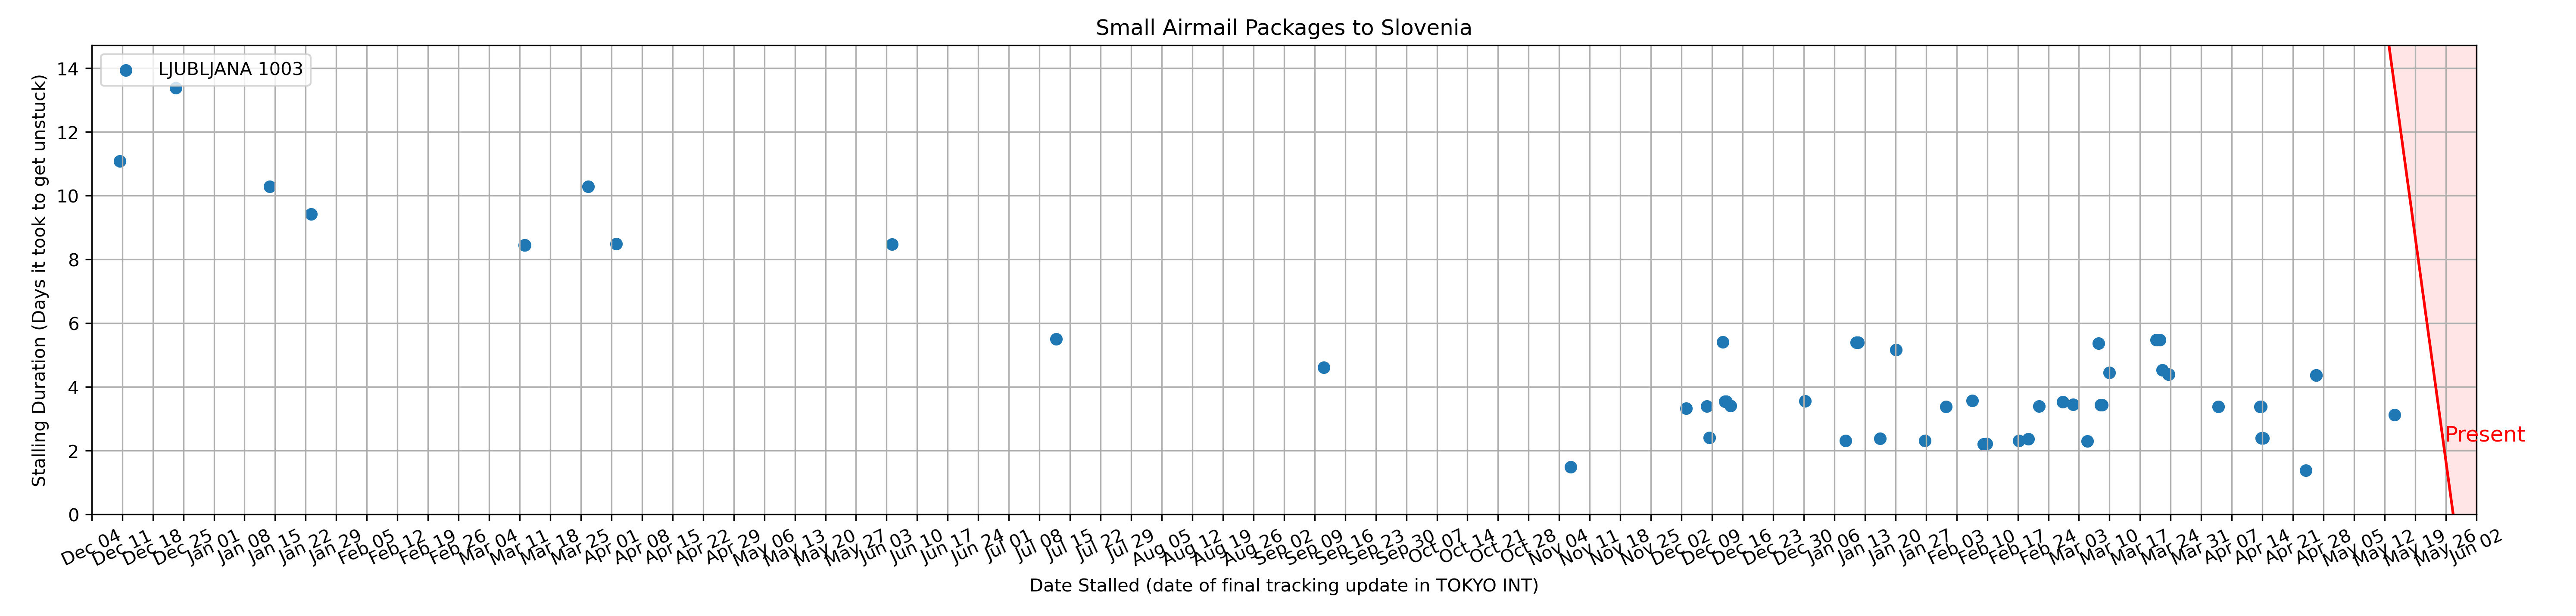 Small Airmail Packages to Slovenia
LJUBLJANA 1003
Stalling Duration (Days it took to get unstuck)
14
12
10
8
6
4
2
0
Present
Dec 04
Dec 11
Dec 18
Dec 25
Jan 01
Jan 08
Jan 15
Jan 22
Jan 29
Feb 05
Feb 12
Feb 19
Feb 26
Mar 04
Mar 11
Mar 18
Mar 25
Apr 01
Apr 08
Apr 15
Apr 22
Apr 29
May 06
May 13
May 20
May 27
Jun 03
Jun 10
Jun 17
Jun 24
Jul 01
Jul 08
Jul 15
Jul 22
Jul 29
Aug 05
Aug 12
Aug 19
Aug 26
Sep 02
Sep 09
Sep 16
Sep 23
Sep 30
Oct 07
Oct 14
Oct 21
Oct 28
Nov 04
Nov 11
Nov 18
Nov 25
Dec 02
Dec 09
Dec 16
Dec 23
Dec 30
Jan 06
Jan 13
Jan 20
Jan 27
Feb 03
Feb 10
Feb 17
Feb 24
Mar 03
Mar 10
Mar 17
Mar 24
Mar 31
Apr 07
Apr 14
Apr 21
Apr 28
May 05
May 12
May 19
May 26
Jun 02
Date Stalled (date of final tracking update in TOKYO INT)